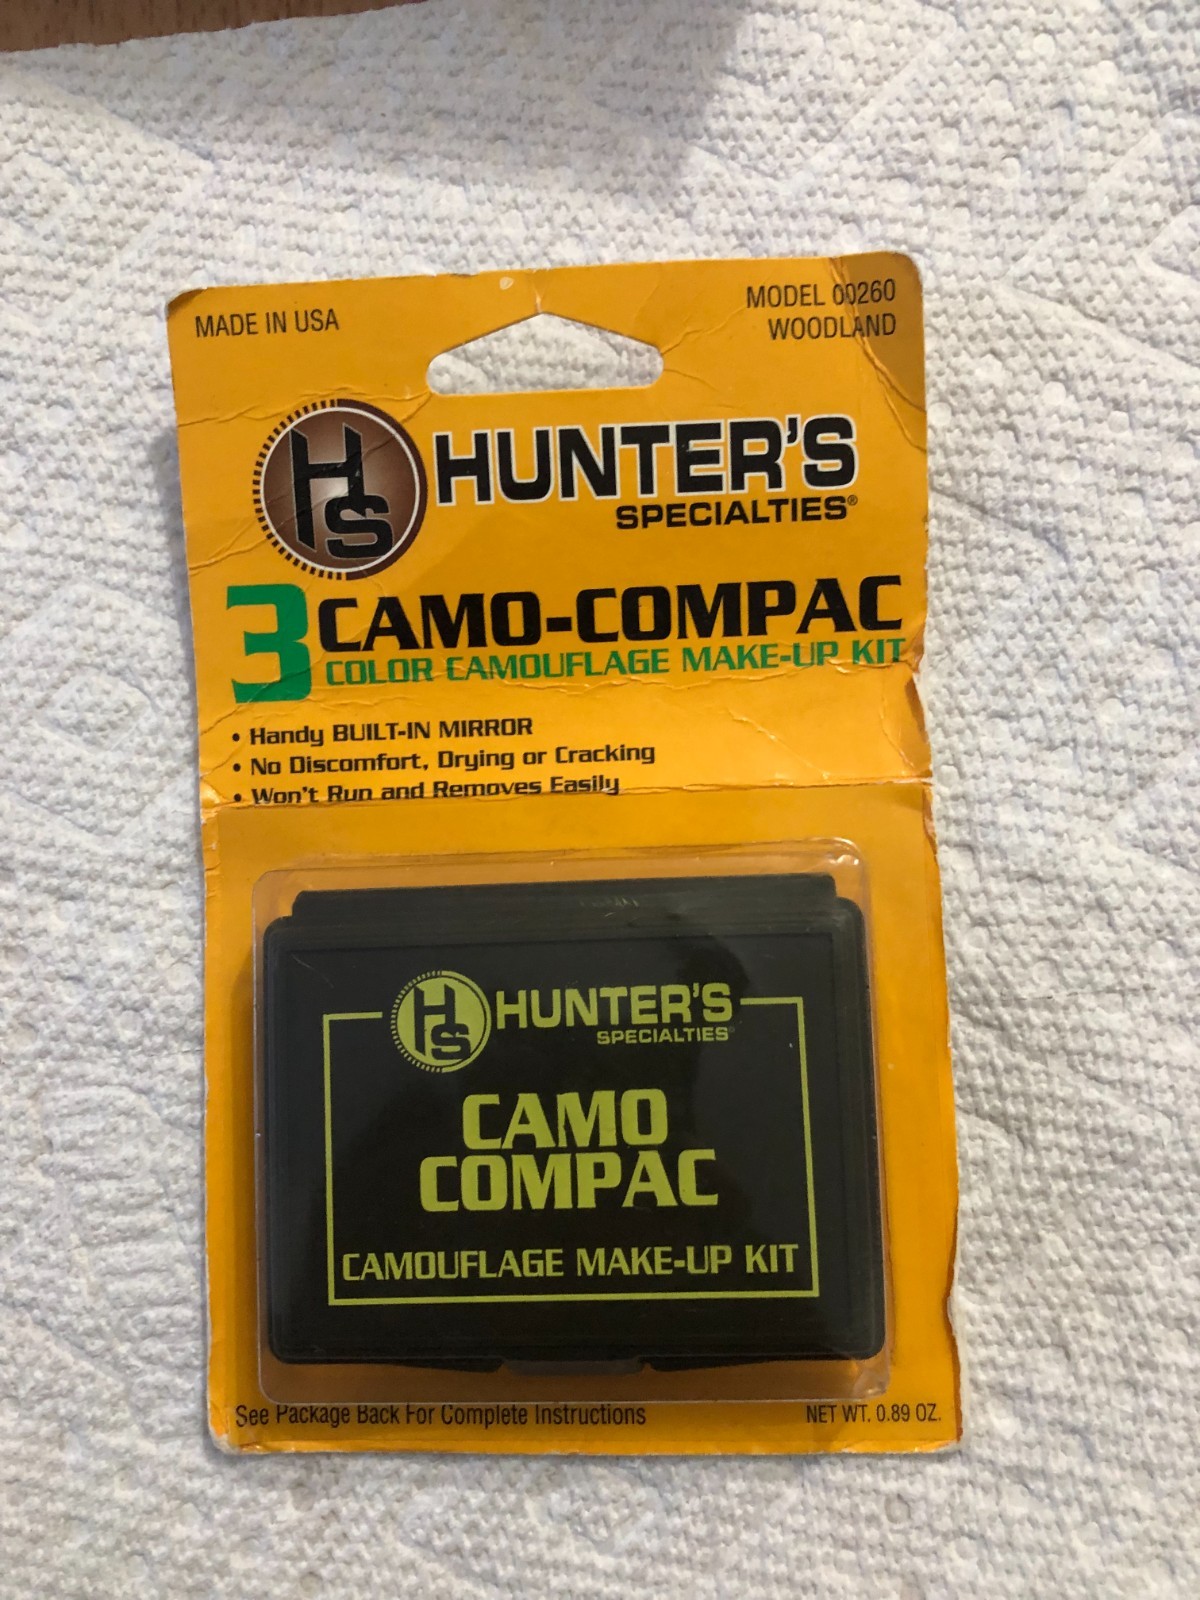 MADE IN USA
MODEL 00260
WOODLAND
HS
HUNTER'S
SPECIALTIES®
3 CAMO-COMPAC
COLOR CAMOUFLAGE MAKE-UP KIT
• Handy BUILT-IN MIRROR
• No Discomfort, Drying or Cracking
• Won't Run and Removes Easily
HS
HUNTER'S
SPECIALTIES®
CAMO
COMPAC
CAMOUFLAGE MAKE-UP KIT
See Package Back For Complete Instructions
NET WT. 0.89 OZ.